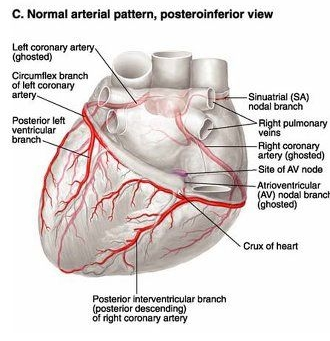 C. Normal arterial pattern, posteroinferior view
Left coronary artery
(ghosted)
Circumflex branch
of left coronary
artery
Posterior left
ventricular
branch
Sinuatrial (SA)
nodal branch
Right pulmonary
veins
Right coronary
artery (ghosted)
Site of AV node
Atrioventricular
(AV) nodal branch
(ghosted)
Crux of heart
Posterior interventricular branch
(posterior descending)
of right coronary artery